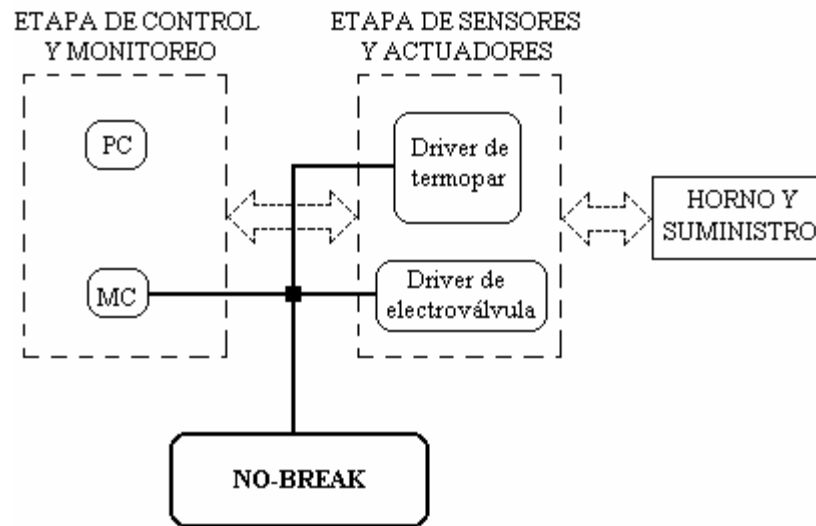 ETAPA DE CONTROL
Y MONITOREO
ETAPA DE SENSORES
Y ACTUADORES
PC
Driver de
termopar
HORNO Y
SUMINISTRO
MC
Driver de
electroválvula
NO-BREAK